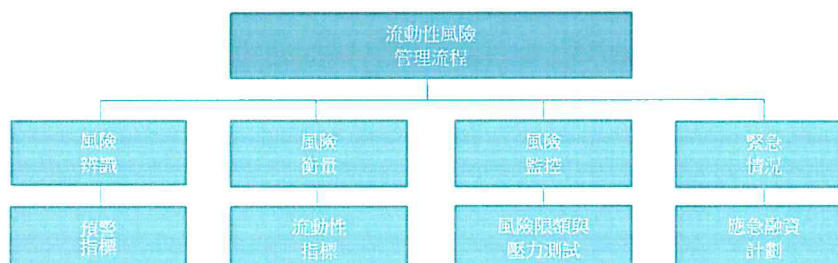 流動性風險
管理流程
風險
辨識
風險
衡量
風險
監控
緊急
情況
預警
指標
流動性
指標
風險限額與
壓力測試
應急融資
計劃